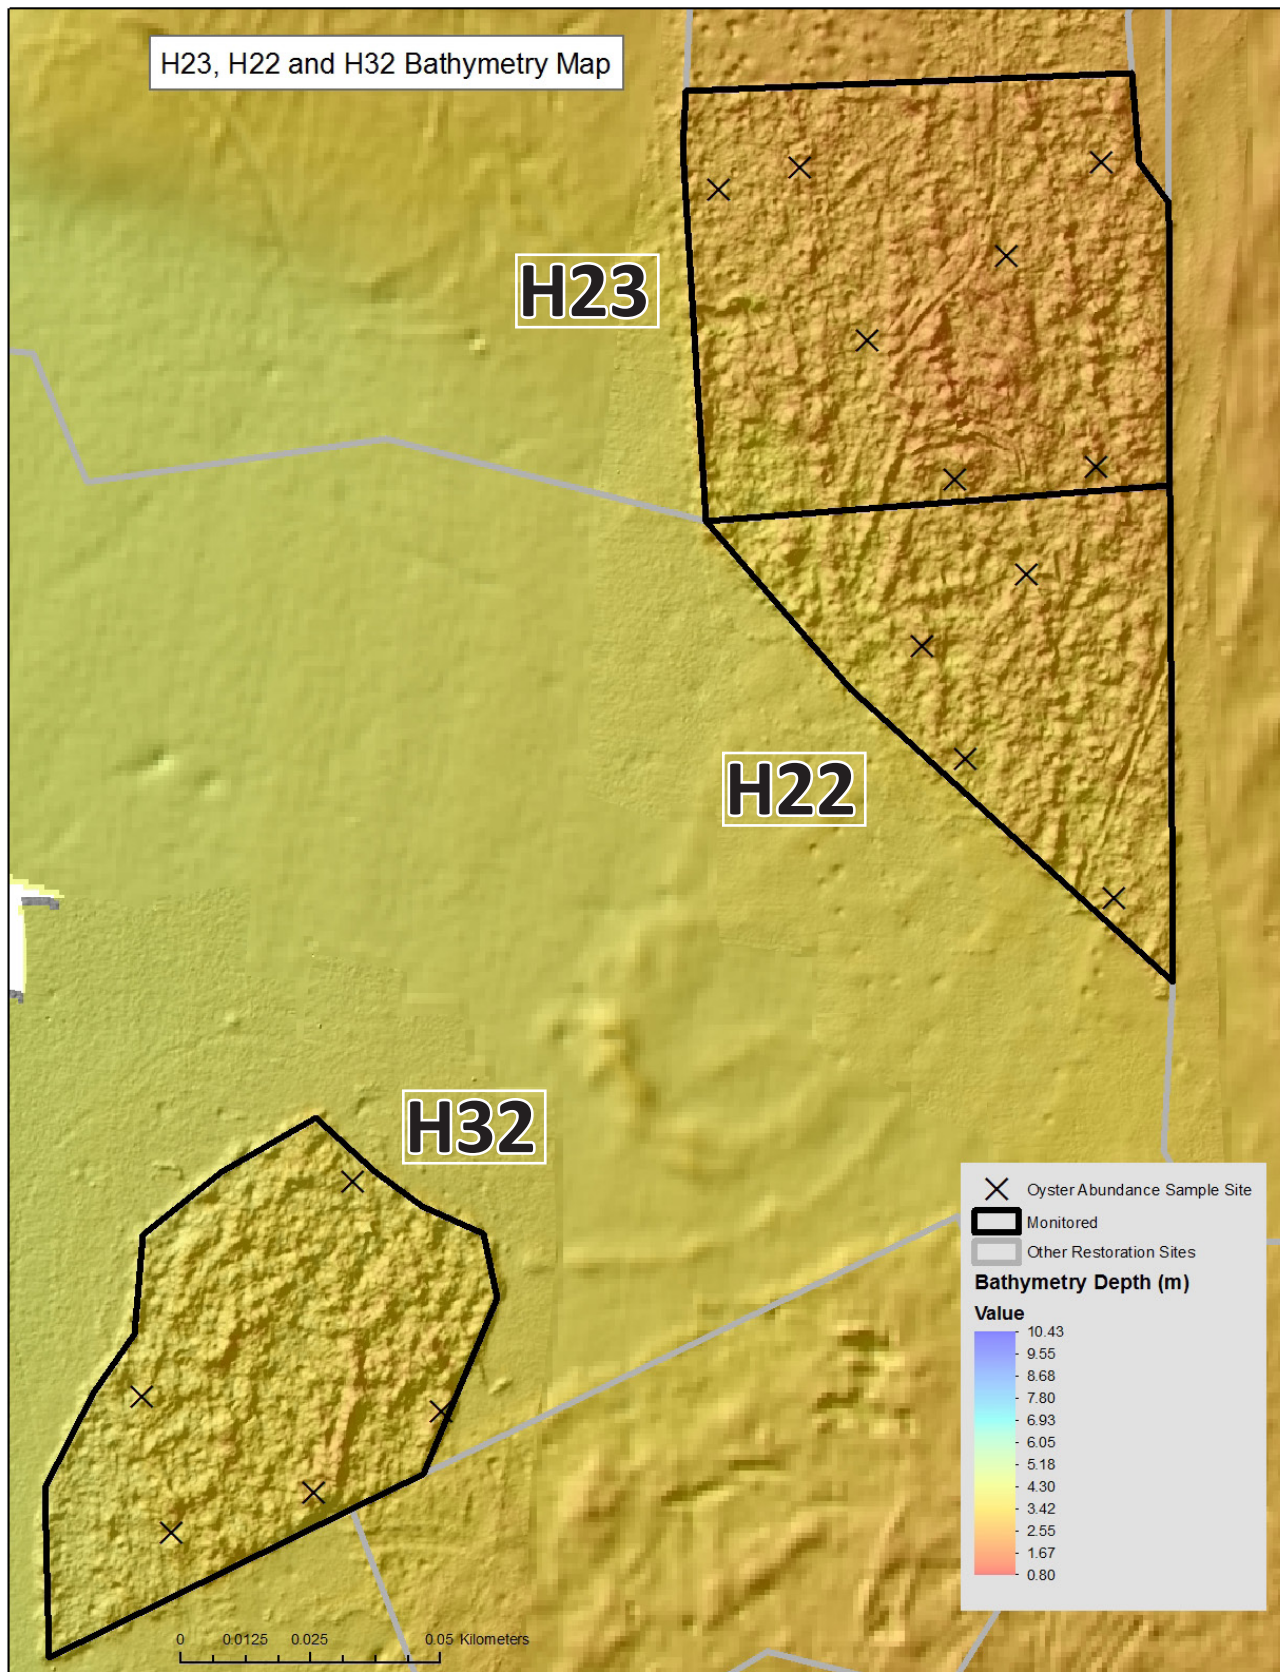 H23, H22 and H32 Bathymetry Map
H23
H22
H32
Oyster Abundance Sample Site
Monitored
Other Restoration Sites
Bathymetry Depth (m)
Value
10.43
9.55
8.68
7.80
6.93
6.05
5.18
4.30
3.42
2.55
1.67
0.80
0 0.0125 0.025 0.05 Kilometers